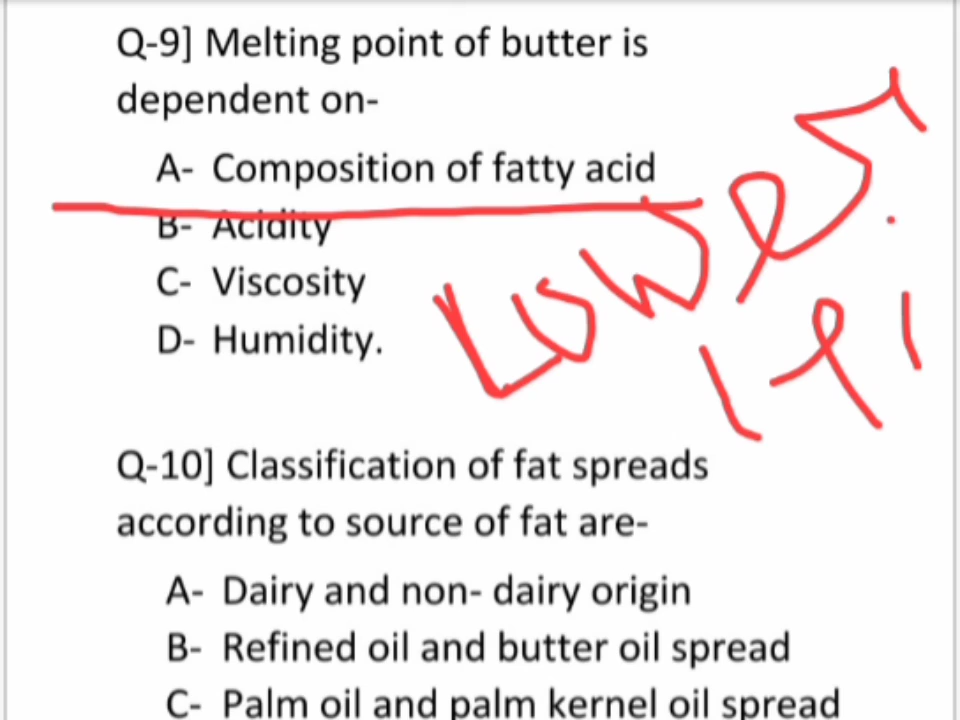 Q-9] Melting point of butter is
dependent on-
A- Composition of fatty acid
B- Acidity
C- Viscosity
D- Humidity.
Lower
Q-10] Classification of fat spreads
according to source of fat are-
A- Dairy and non- dairy origin
B- Refined oil and butter oil spread
C- Palm oil and palm kernel oil spread